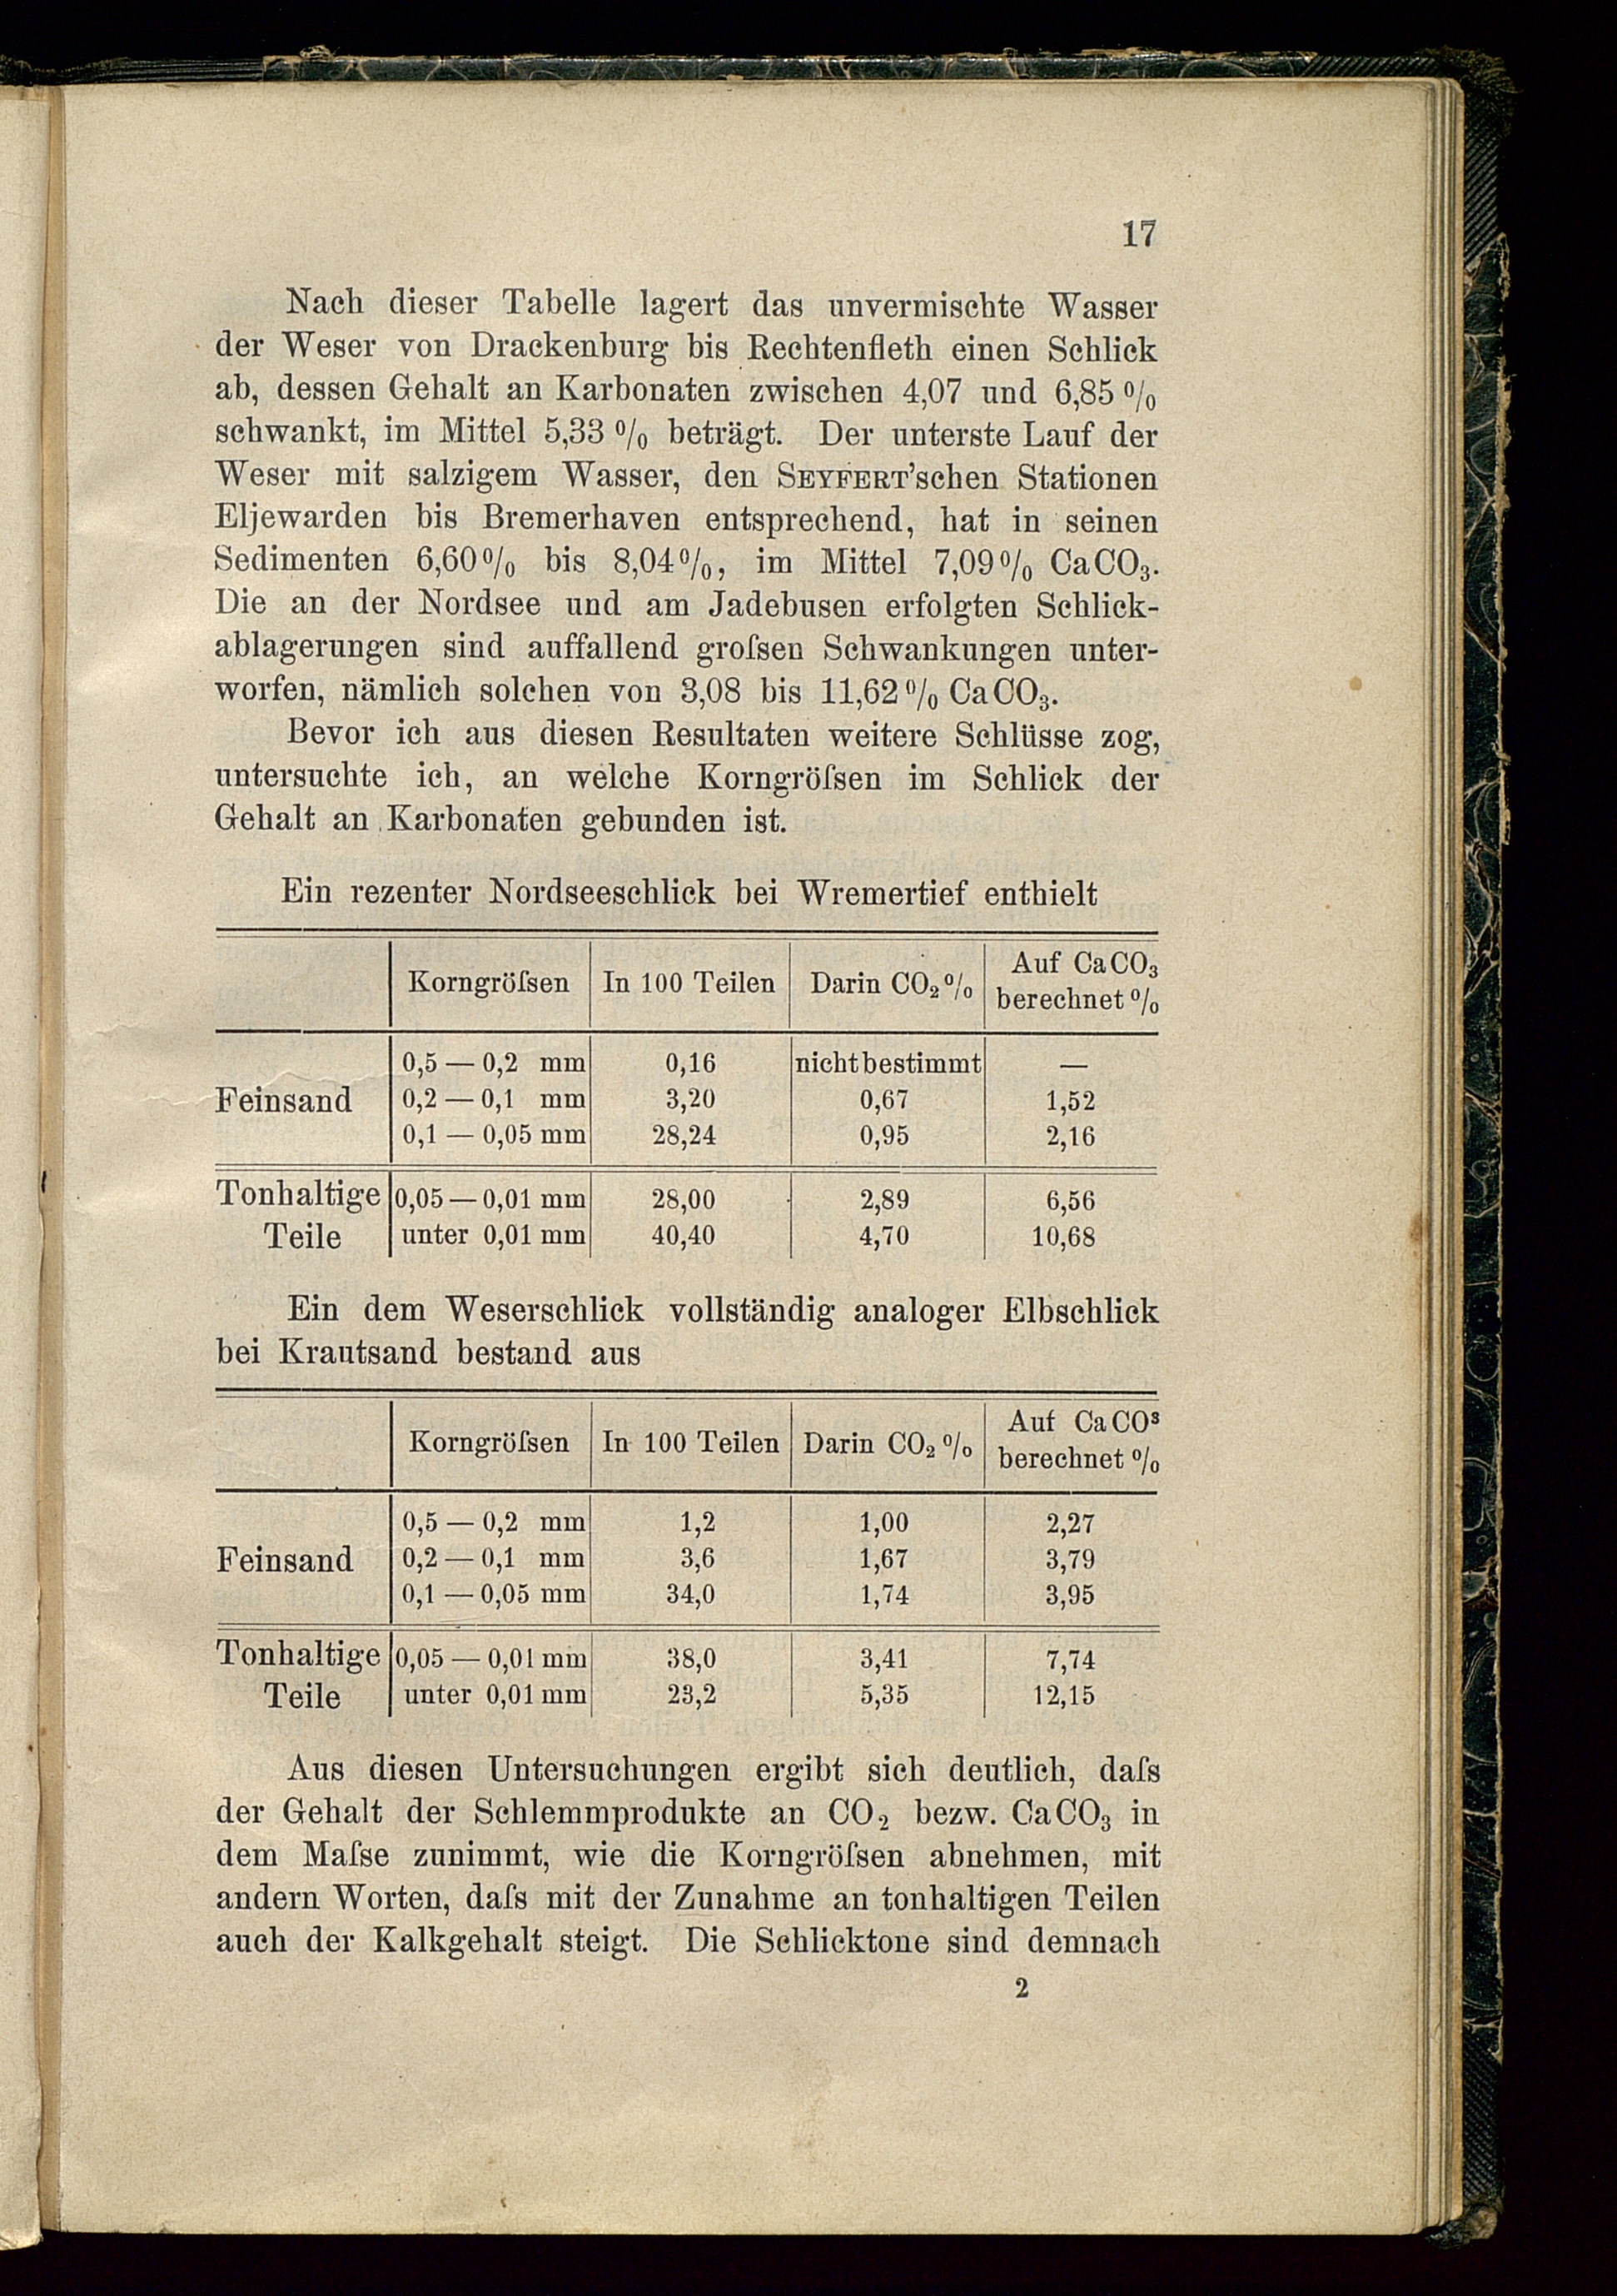 17
Nach dieser Tabelle lagert das unvermischte Wasser
der Weser von Drackenburg bis Rechtenfleth einen Schlick
ab, dessen Gehalt an Karbonaten zwischen 4,07 und 6,85 %
schwankt, im Mittel 5,33 % beträgt. Der unterste Lauf der
Weser mit salzigem Wasser, den SEYFERT'schen Stationen
Eljewarden bis Bremerhaven entsprechend, hat in seinen
Sedimenten 6,60 % bis 8,04 %, im Mittel 7,09 % CaCO₃.
Die an der Nordsee und am Jadebusen erfolgten Schlick-
ablagerungen sind auffallend groſsen Schwankungen unter-
worfen, nämlich solchen von 3,08 bis 11,62 % CaCO₃.
Bevor ich aus diesen Resultaten weitere Schlüsse zog,
untersuchte ich, an welche Korngröſsen im Schlick der
Gehalt an Karbonaten gebunden ist.
Ein rezenter Nordseeschlick bei Wremertief enthielt
Korngröſsen In 100 Teilen Darin CO₂ % Auf CaCO₃
berechnet %
0,5 — 0,2 mm 0,16 nicht bestimmt —
Feinsand 0,2 — 0,1 mm 3,20 0,67 1,52
0,1 — 0,05 mm 28,24 0,95 2,16
Tonhaltige 0,05 — 0,01 mm 28,00 2,89 6,56
Teile unter 0,01 mm 40,40 4,70 10,68
Ein dem Weserschlick vollständig analoger Elbschlick
bei Krautsand bestand aus
Korngröſsen In 100 Teilen Darin CO₂ % Auf CaCO³
berechnet %
0,5 — 0,2 mm 1,2 1,00 2,27
Feinsand 0,2 — 0,1 mm 3,6 1,67 3,79
0,1 — 0,05 mm 34,0 1,74 3,95
Tonhaltige 0,05 — 0,01 mm 38,0 3,41 7,74
Teile unter 0,01 mm 23,2 5,35 12,15
Aus diesen Untersuchungen ergibt sich deutlich, daſs
der Gehalt der Schlemmprodukte an CO₂ bezw. CaCO₃ in
dem Maſse zunimmt, wie die Korngröſsen abnehmen, mit
andern Worten, daſs mit der Zunahme an tonhaltigen Teilen
auch der Kalkgehalt steigt. Die Schlicktone sind demnach
2